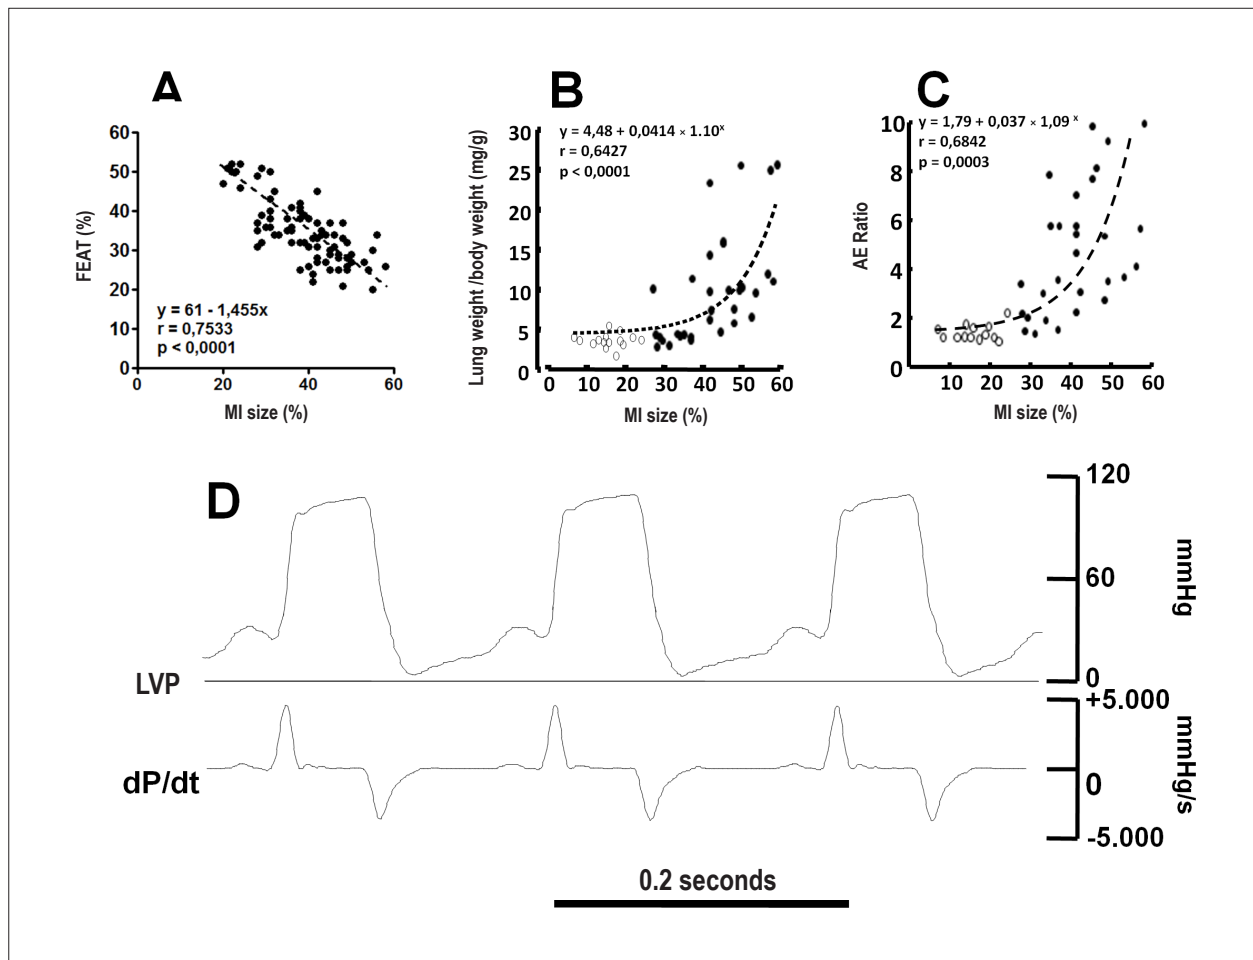 A
B
C
60
50
40
30
20
10
0
FEAT (%)
y = 61 - 1,455x
r = 0,7533
p < 0,0001
0
20
40
60
MI size (%)
30
25
20
15
10
5
0
Lung weight /body weight (mg/g)
y = 4,48 + 0,0414 × 1.10ˣ
r = 0,6427
p < 0,0001
0
10
20
30
40
50
60
MI size (%)
10
8
6
4
2
0
AE Ratio
y = 1,79 + 0,037 × 1,09 ˣ
r = 0,6842
p = 0,0003
10
20
30
40
50
60
MI size (%)
D
120
60
0
mmHg
LVP
+5.000
0
-5.000
mmHg/s
dP/dt
0.2 seconds